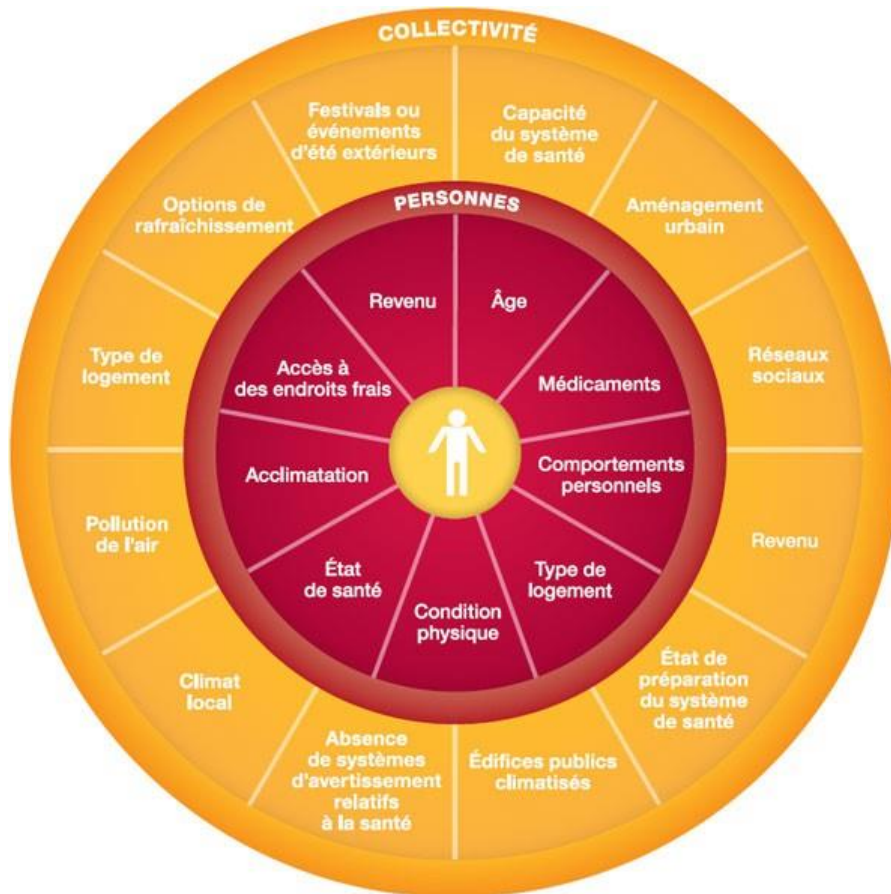 COLLECTIVITÉ
Festivals ou
événements
d'été extérieurs
Capacité
du système
de santé
Aménagement
urbain
Réseaux
sociaux
Revenu
État de
préparation
du système
de santé
Édifices publics
climatisés
Absence
de systèmes
d'avertissement
relatifs
à la santé
Climat
local
Pollution
de l'air
Type de
logement
Options de
rafraîchissement
PERSONNES
Revenu
Âge
Médicaments
Comportements
personnels
Type de
logement
Condition
physique
État
de santé
Acclimatation
Accès à
des endroits frais